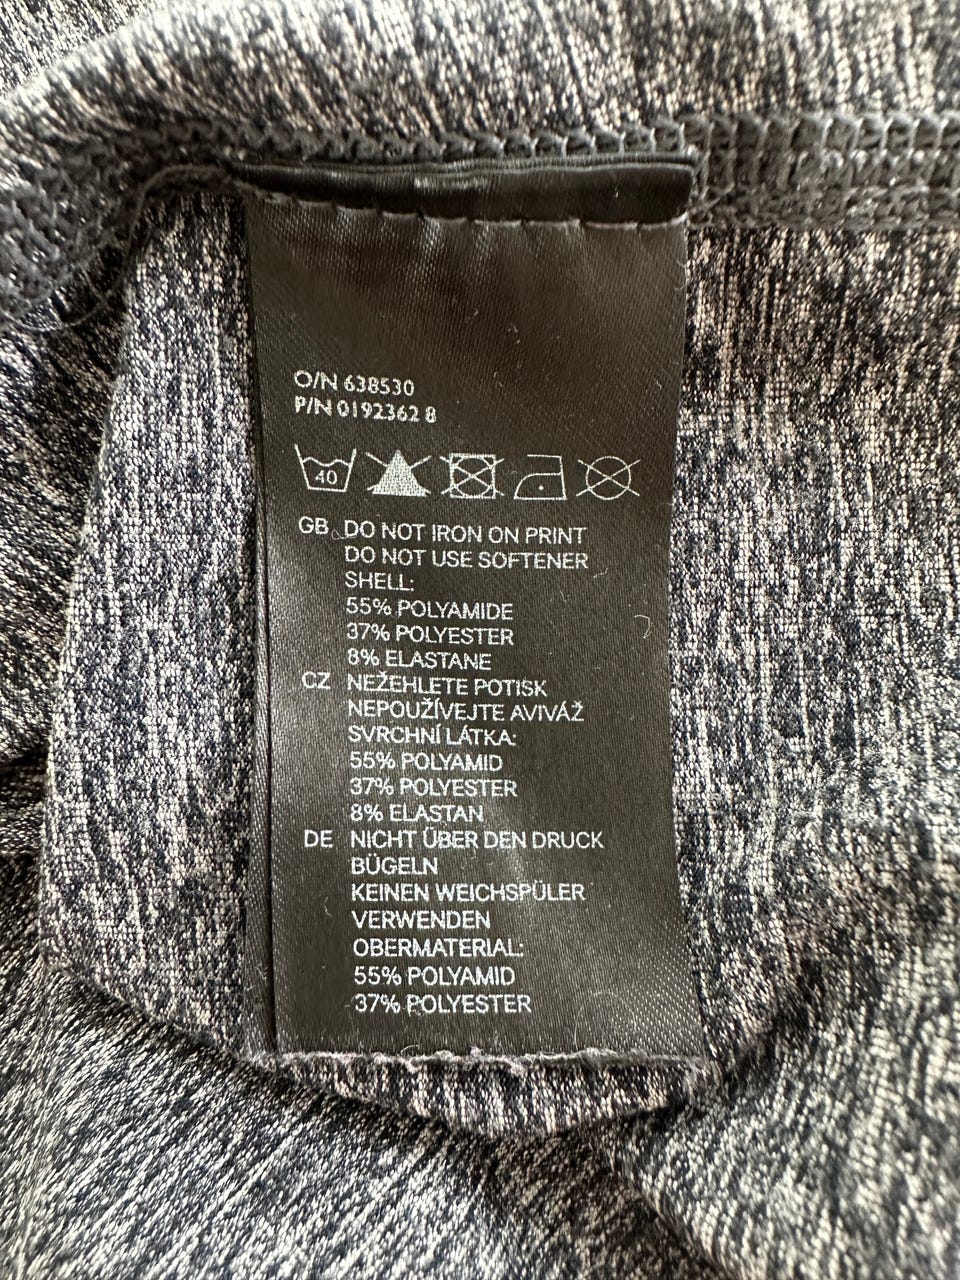 O/N 638530
P/N 0192362 8
40
GB DO NOT IRON ON PRINT
DO NOT USE SOFTENER
SHELL:
55% POLYAMIDE
37% POLYESTER
8% ELASTANE
CZ NEŽEHLETE POTISK
NEPOUŽÍVEJTE AVIVÁŽ
SVRCHNÍ LÁTKA:
55% POLYAMID
37% POLYESTER
8% ELASTAN
DE NICHT ÜBER DEN DRUCK
BÜGELN
KEINEN WEICHSPÜLER
VERWENDEN
OBERMATERIAL:
55% POLYAMID
37% POLYESTER